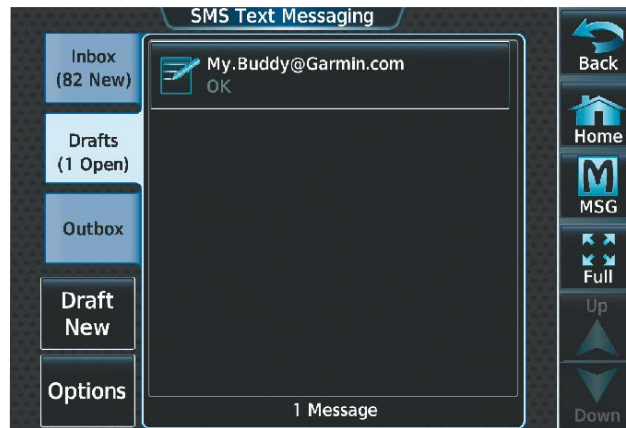 SMS Text Messaging
Inbox
(82 New)
Drafts
(1 Open)
Outbox
Draft
New
Options
My.Buddy@Garmin.com
OK
1 Message
Back
Home
MSG
Full
Up
Down